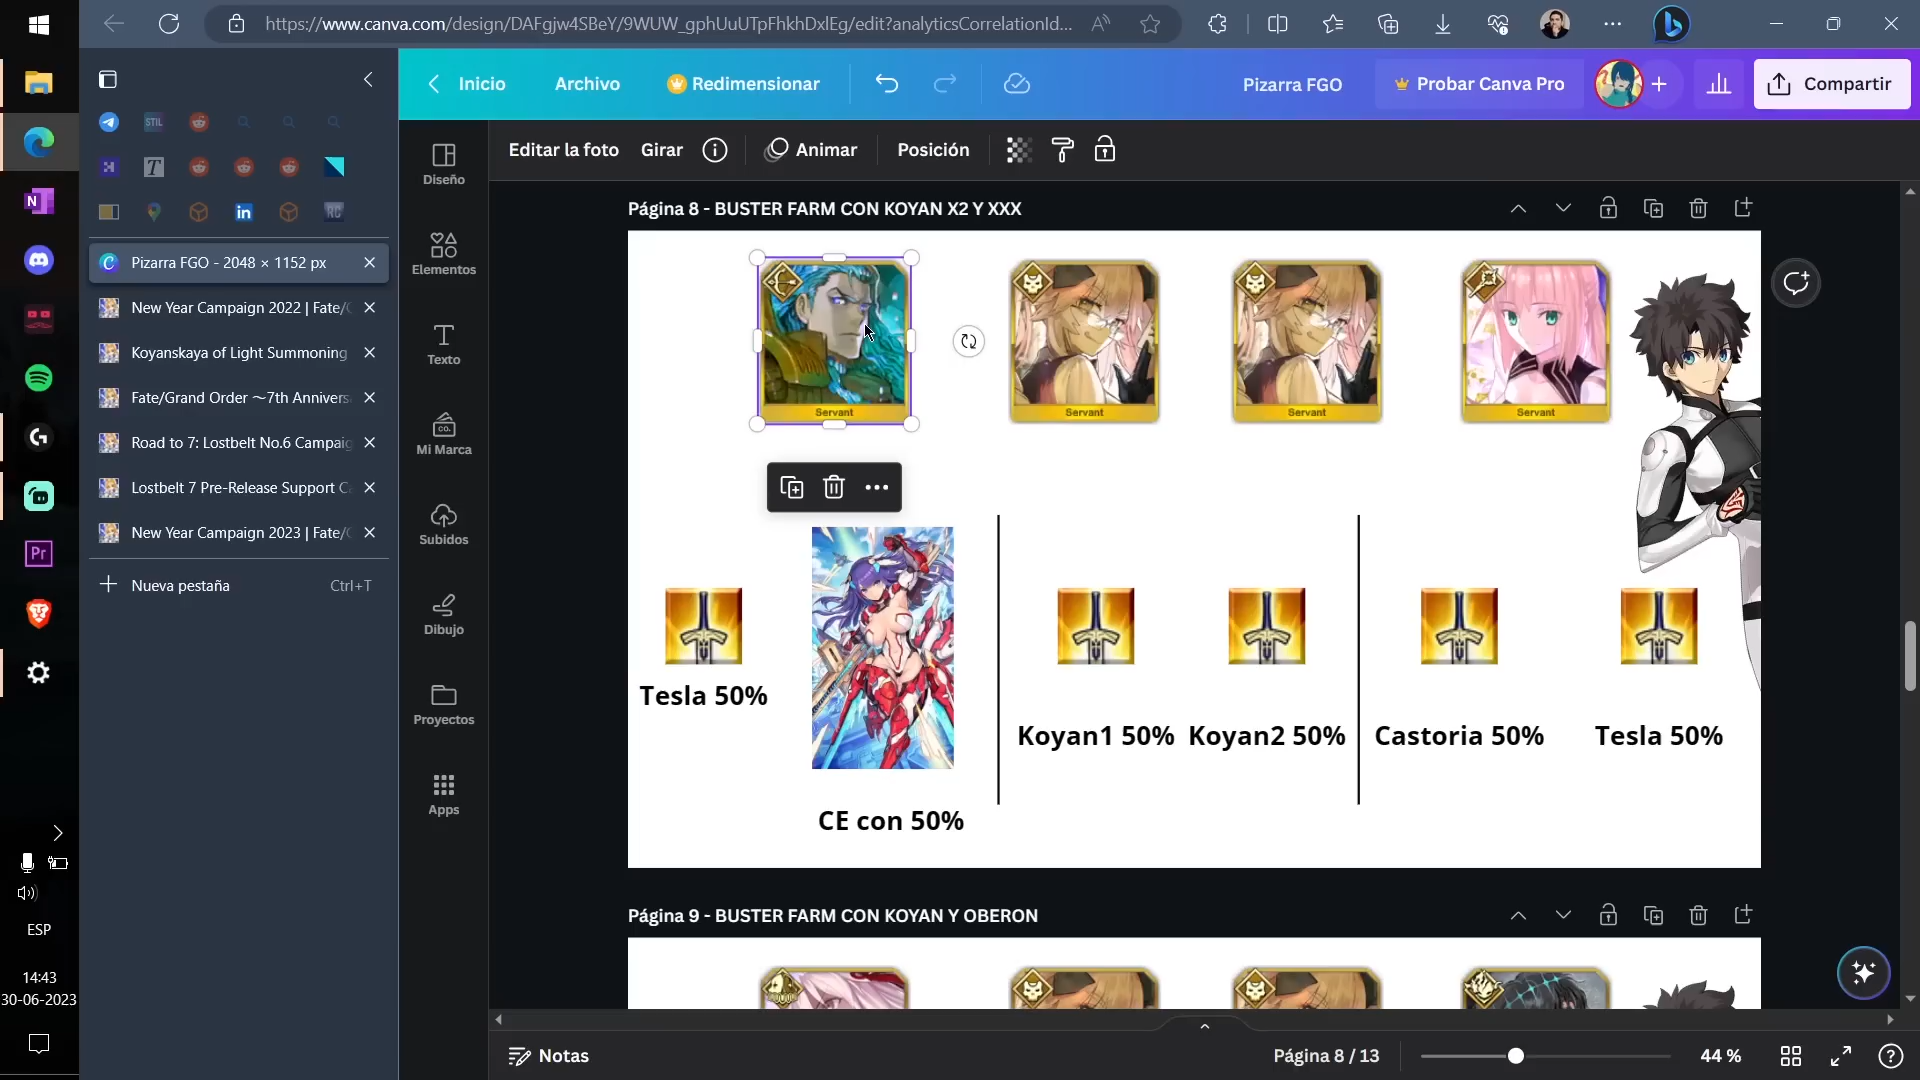 https://www.canva.com/design/DAFgjw4SBeY/9WUW_gphUuUTpFhkhDxlEg/edit?analyticsCorrelationId...
Inicio
Archivo
Redimensionar
Pizarra FGO
Probar Canva Pro
Compartir
STIL
RC
Pizarra FGO - 2048 × 1152 px
New Year Campaign 2022 | Fate/
Koyanskaya of Light Summoning
Fate/Grand Order ～7th Annivers
Road to 7: Lostbelt No.6 Campaig
Lostbelt 7 Pre-Release Support C
New Year Campaign 2023 | Fate/
Nueva pestaña
Ctrl+T
Diseño
Elementos
Texto
Mi Marca
Subidos
Dibujo
Proyectos
Apps
Editar la foto
Girar
Animar
Posición
Página 8 - BUSTER FARM CON KOYAN X2 Y XXX
Servant
Servant
Servant
Servant
Tesla 50%
CE con 50%
Koyan1 50%
Koyan2 50%
Castoria 50%
Tesla 50%
Página 9 - BUSTER FARM CON KOYAN Y OBERON
Notas
Página 8 / 13
44 %
ESP
14:43
30-06-2023